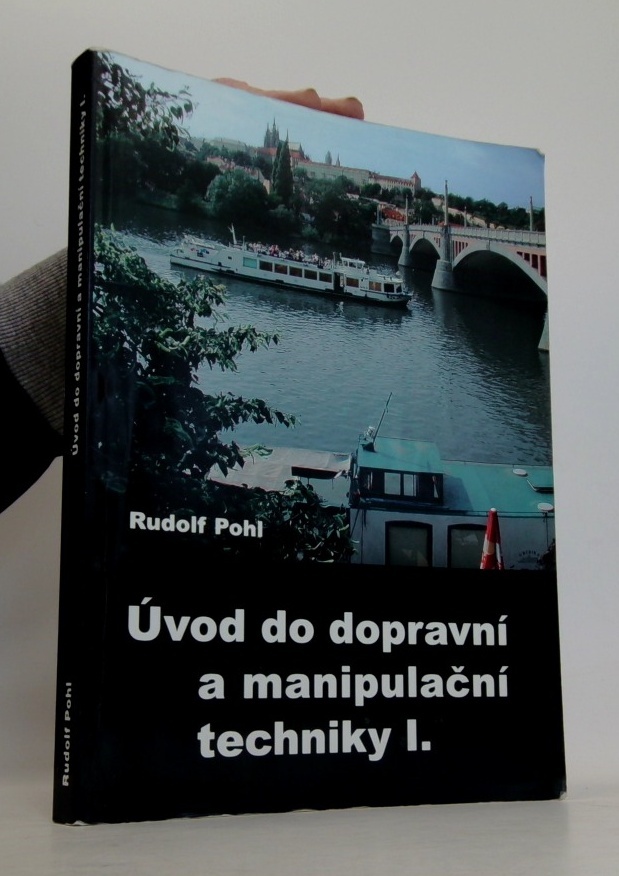 Rudolf Pohl
Úvod do dopravní
a manipulační
techniky I.
Úvod do dopravní a manipulační techniky I.
Rudolf Pohl